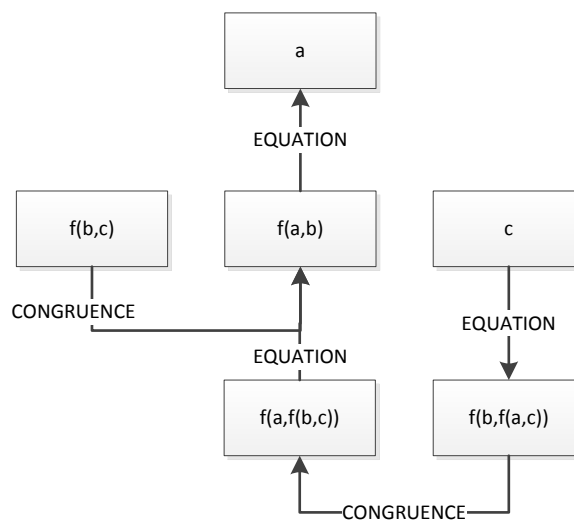 a
EQUATION
f(b,c)
f(a,b)
c
CONGRUENCE
EQUATION
EQUATION
f(a,f(b,c))
f(b,f(a,c))
CONGRUENCE